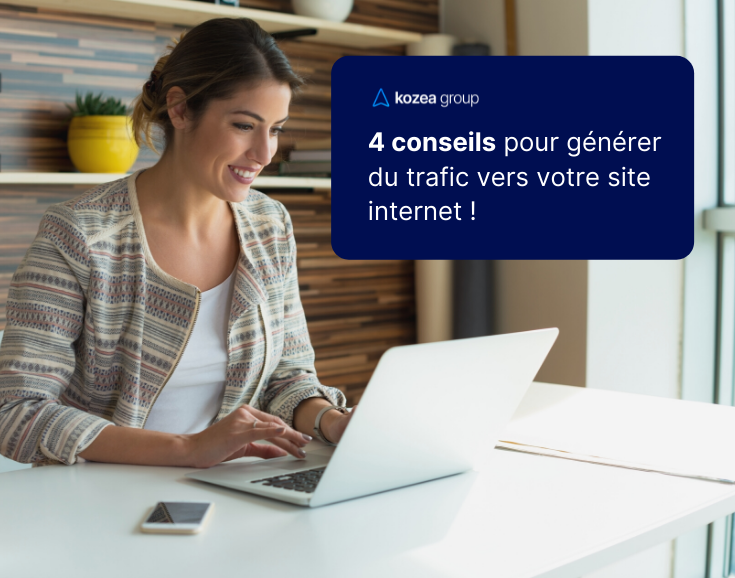 kozea group
4 conseils pour générer
du trafic vers votre site
internet !